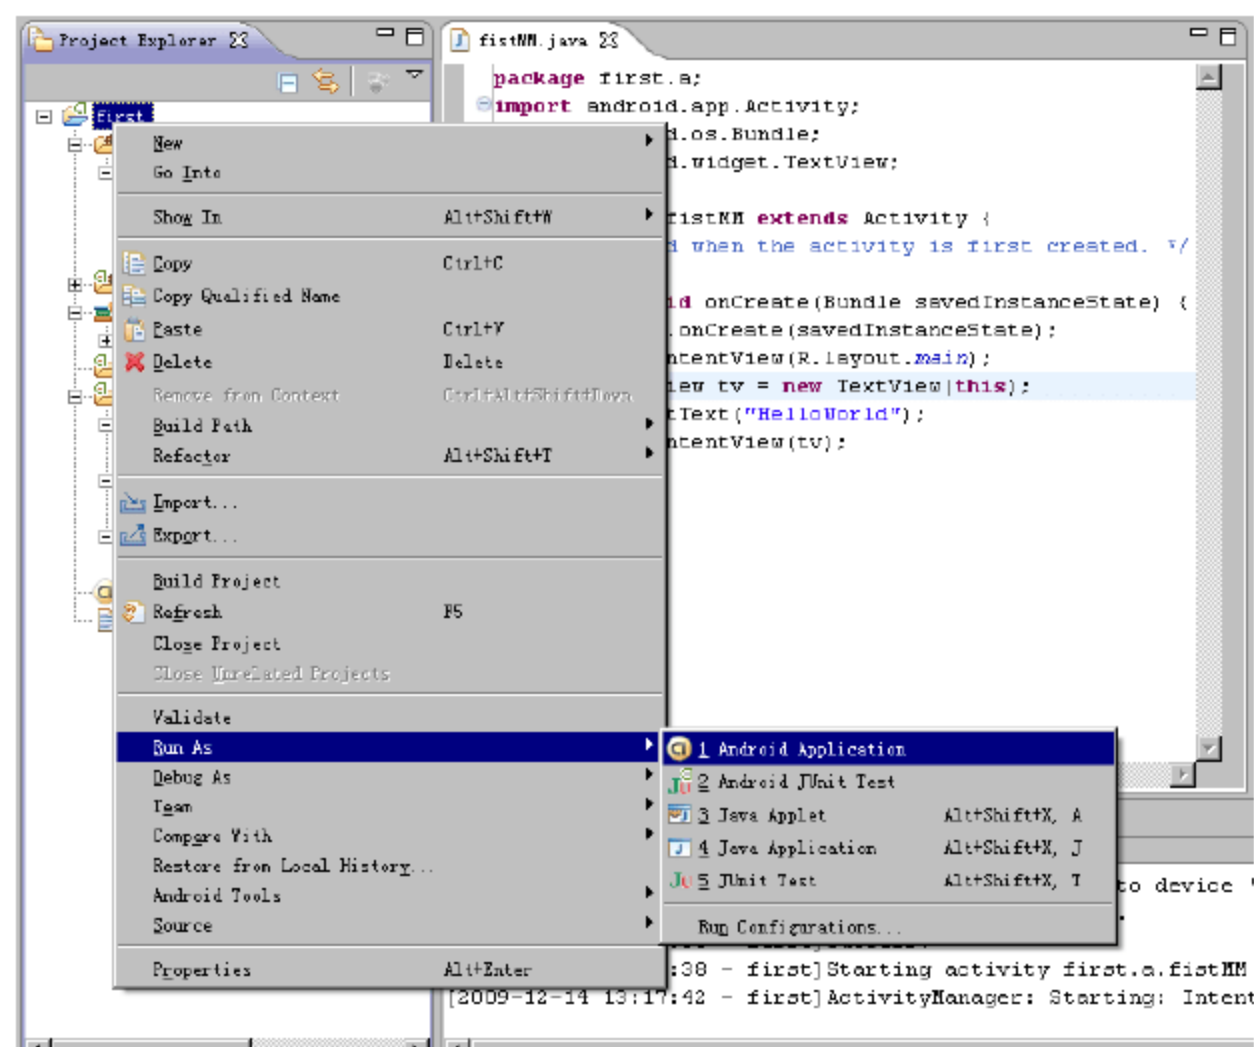 Project Explorer
fistMM.java
package first.a;
import android.app.Activity;
d.os.Bundle;
d.widget.TextView;
fistMM extends Activity {
d when the activity is first created. */
id onCreate(Bundle savedInstanceState) {
.onCreate(savedInstanceState);
ntentView(R.layout.main);
iew tv = new TextView(this);
tText("HelloWorld");
ntentView(tv);
first
New
Go Into
Show In Alt+Shift+W
Copy Ctrl+C
Copy Qualified Name
Paste Ctrl+V
Delete Delete
Remove from Context Ctrl+Alt+Shift+Down
Build Path
Refactor Alt+Shift+T
Import...
Export...
Build Project
Refresh F5
Close Project
Close Unrelated Projects
Validate
Run As
Debug As
Team
Compare With
Restore from Local History...
Android Tools
Source
Properties Alt+Enter
1 Android Application
2 Android JUnit Test
3 Java Applet Alt+Shift+X, A
4 Java Application Alt+Shift+X, J
5 JUnit Test Alt+Shift+X, T
Run Configurations...
to device '
:38 - first]Starting activity first.a.fistMM
[2009-12-14 13:17:42 - first]ActivityManager: Starting: Intent